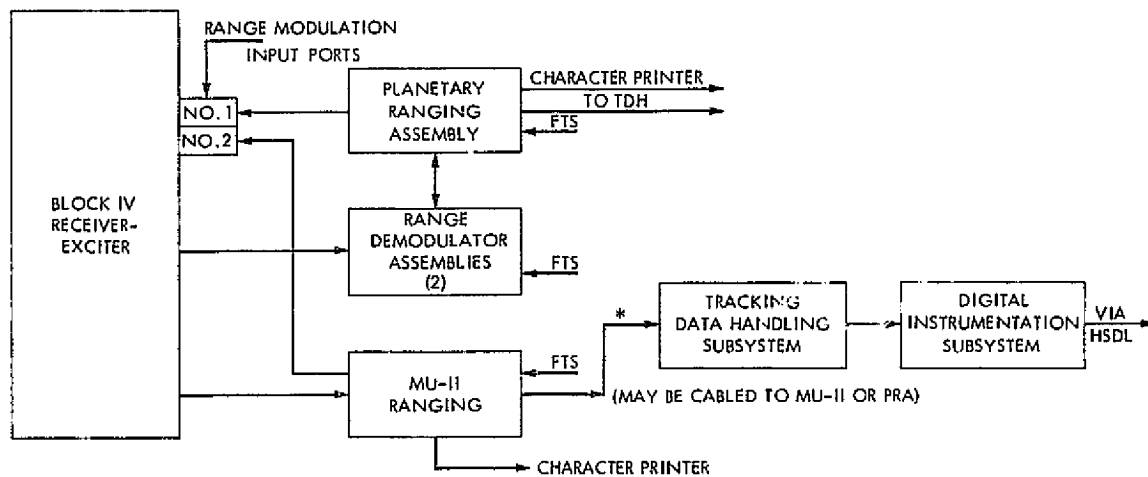 RANGE MODULATION
INPUT PORTS
NO.1
NO.2
BLOCK IV
RECEIVER-
EXCITER
PLANETARY
RANGING
ASSEMBLY
CHARACTER PRINTER
TO TDH
FTS
RANGE
DEMODULATOR
ASSEMBLIES
(2)
FTS
MU-II
RANGING
FTS
*
(MAY BE CABLED TO MU-II OR PRA)
CHARACTER PRINTER
TRACKING
DATA HANDLING
SUBSYSTEM
DIGITAL
INSTRUMENTATION
SUBSYSTEM
VIA
HSDL